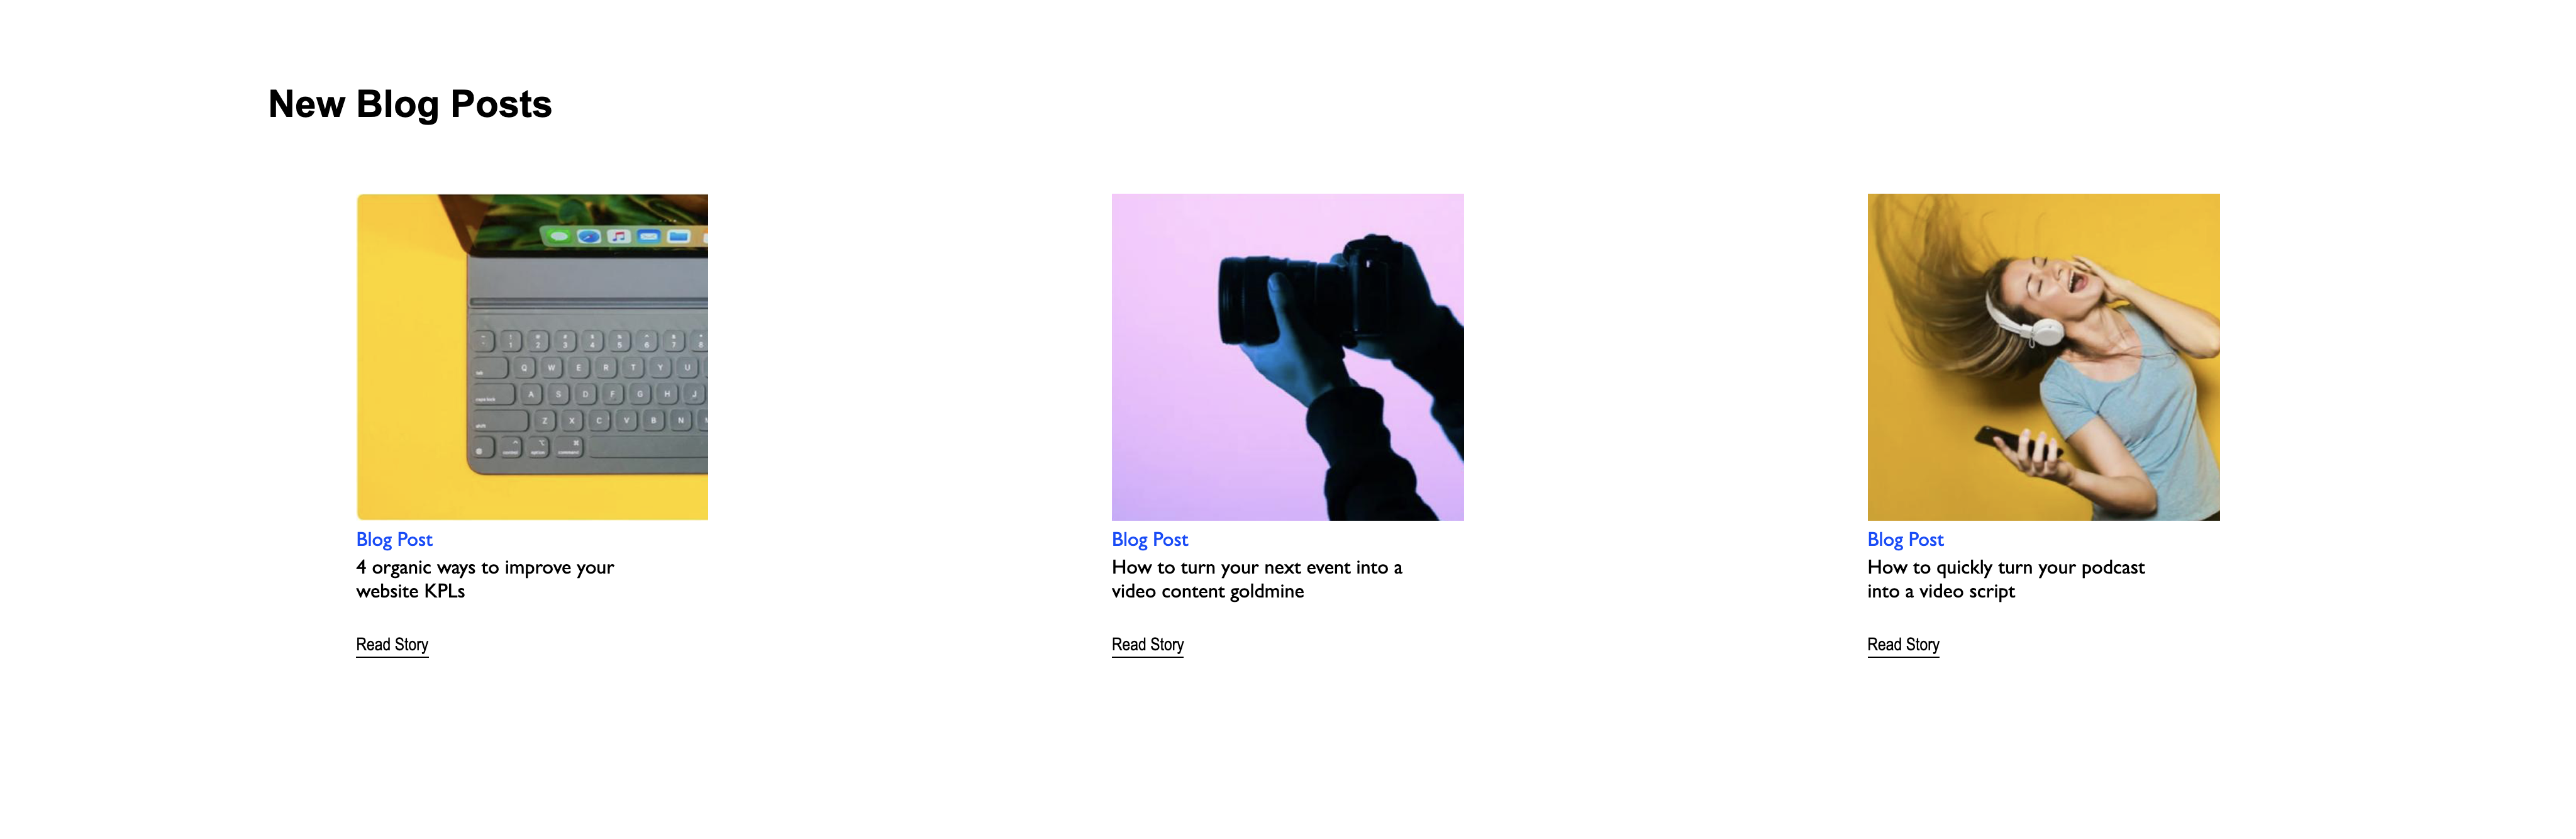 New Blog Posts
Blog Post
4 organic ways to improve your
website KPLs
Read Story
Blog Post
How to turn your next event into a
video content goldmine
Read Story
Blog Post
How to quickly turn your podcast
into a video script
Read Story